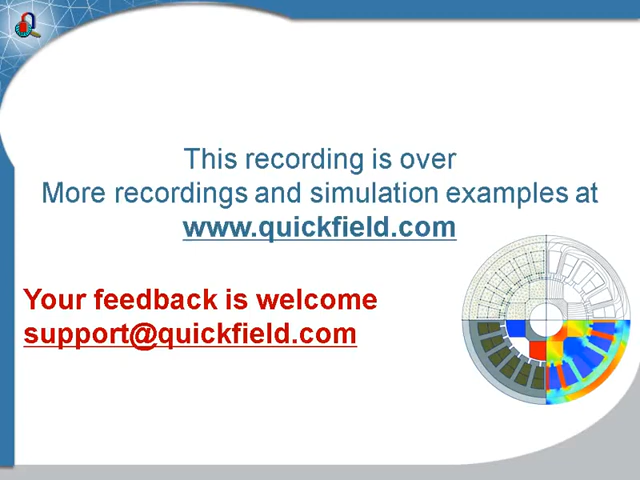 This recording is over
More recordings and simulation examples at
www.quickfield.com
Your feedback is welcome
support@quickfield.com